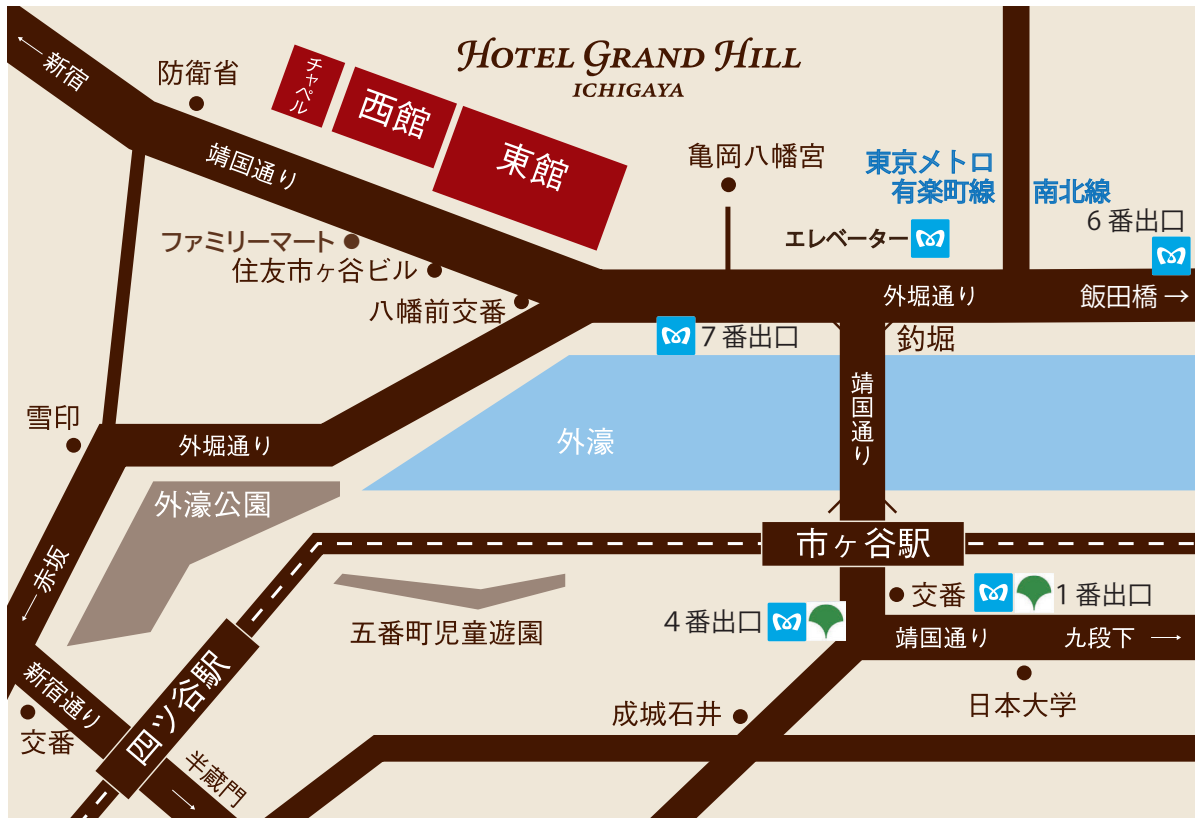 HOTEL GRAND HILL
ICHIGAYA
←新宿
防衛省
チャペル
西館
東館
靖国通り
亀岡八幡宮
東京メトロ
有楽町線
南北線
6番出口
エレベーター
ファミリーマート
住友市ヶ谷ビル
八幡前交番
外堀通り
飯田橋→
7番出口
釣堀
靖国通り
雪印
外堀通り
外濠
外濠公園
市ヶ谷駅
←赤坂
交番
1番出口
4番出口
五番町児童遊園
靖国通り
九段下→
四ツ谷駅
新宿通り
日本大学
成城石井
交番
半蔵門→